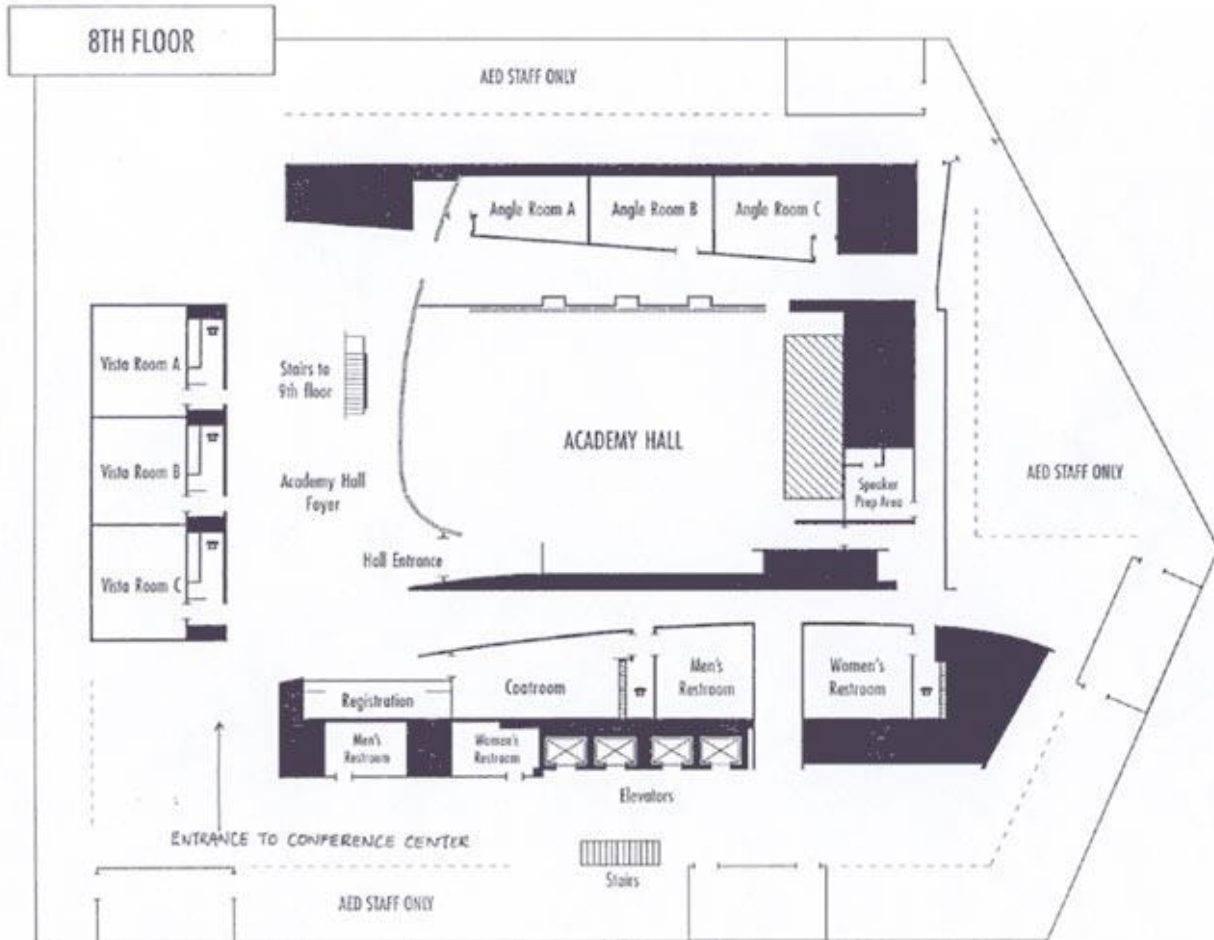 8TH FLOOR
AED STAFF ONLY
Angle Room A
Angle Room B
Angle Room C
Vista Room A
Stairs to
9th floor
ACADEMY HALL
Vista Room B
Academy Hall
Foyer
Speaker
Prep Area
AED STAFF ONLY
Hall Entrance
Vista Room C
Registration
Coatroom
Men's
Restroom
Women's
Restroom
Men's
Restroom
Women's
Restroom
Elevators
ENTRANCE TO CONFERENCE CENTER
Stairs
AED STAFF ONLY